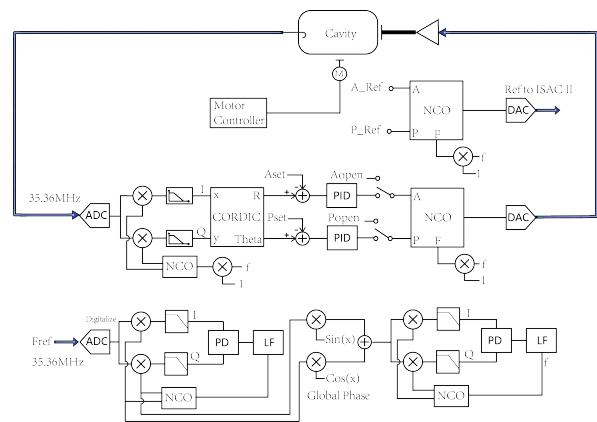 Cavity
M
A_Ref
A
NCO
Ref to ISAC II
DAC
Motor
Controller
P_Ref
P
F
f
1
Aset
Aopen
35.36MHz
I
x
R
PID
A
ADC
CORDIC
Pset
Popen
NCO
DAC
Q
y
Theta
PID
P
F
NCO
f
f
1
1
Digitalize
I
I
Fref
ADC
PD
LF
Sin(x)
PD
LF
35.36MHz
Q
Q
f
Cos(x)
NCO
Global Phase
NCO